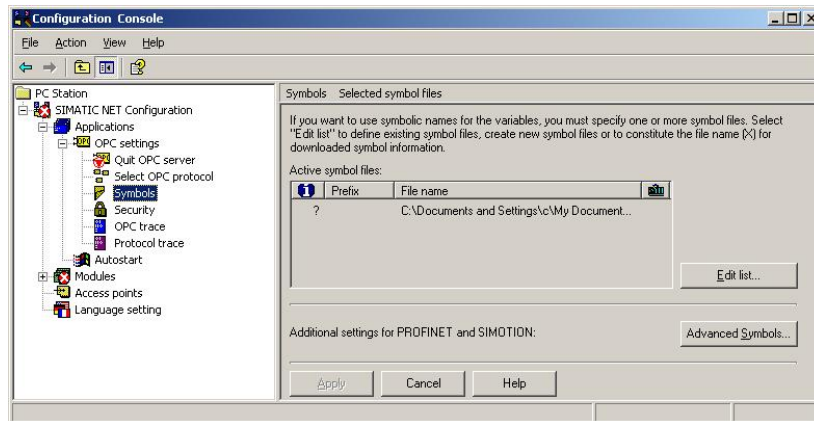 Configuration Console
File Action View Help
PC Station
SIMATIC NET Configuration
Applications
OPC settings
Quit OPC server
Select OPC protocol
Symbols
Security
OPC trace
Protocol trace
Autostart
Modules
Access points
Language setting
Symbols Selected symbol files
If you want to use symbolic names for the variables, you must specify one or more symbol files. Select
"Edit list" to define existing symbol files, create new symbol files or to constitute the file name (X) for
downloaded symbol
information.
Active symbol files:
Prefix File name
? C:\Documents and Settings\c\My Document...
Edit list...
Additional settings for PROFINET and SIMOTION:
Advanced Symbols...
Apply Cancel Help